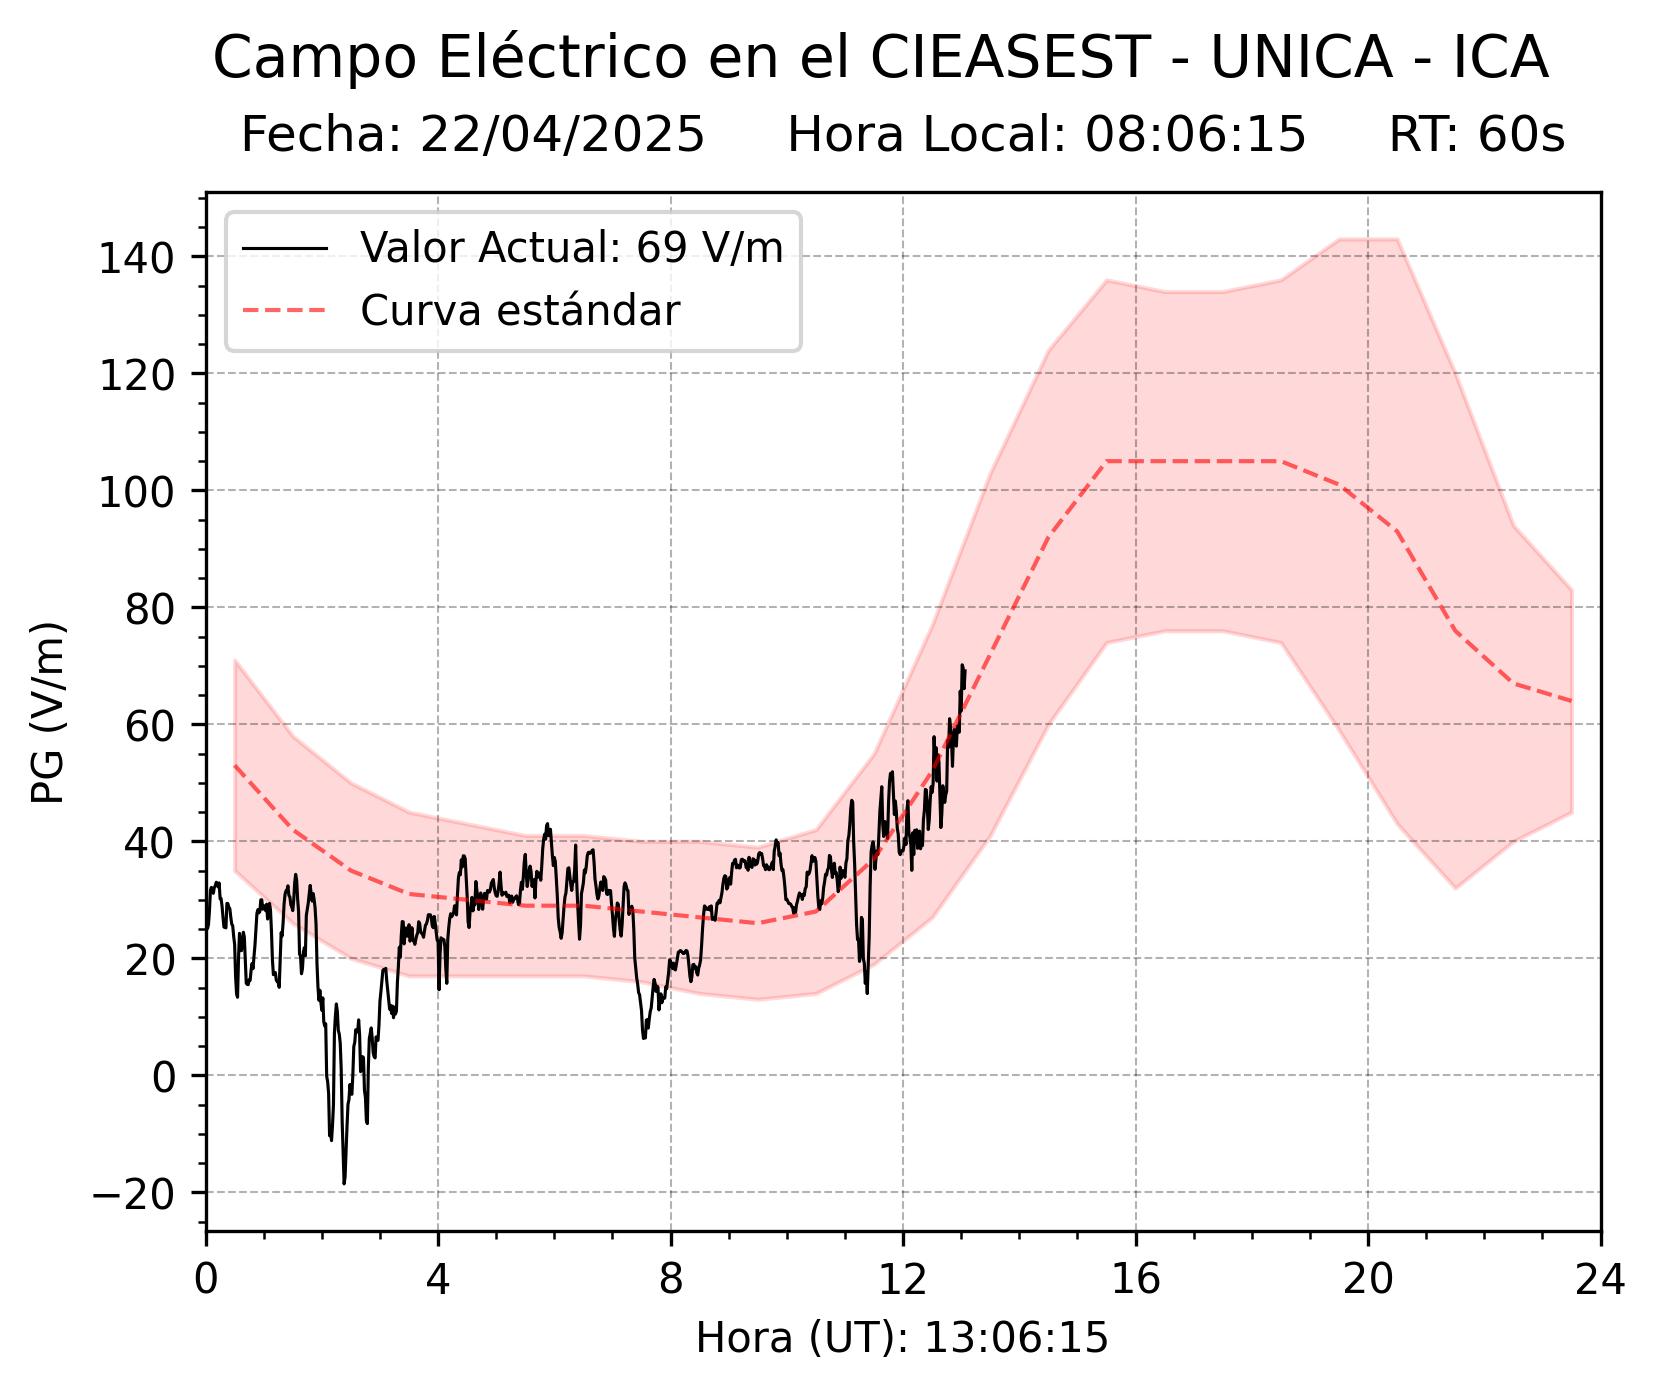 Campo Eléctrico en el CIEASEST - UNICA - ICA
Fecha: 22/04/2025 Hora Local: 08:06:15 RT: 60s
Valor Actual: 69 V/m
Curva estándar
PG (V/m)
140
120
100
80
60
40
20
0
−20
0 4 8 12 16 20 24
Hora (UT): 13:06:15